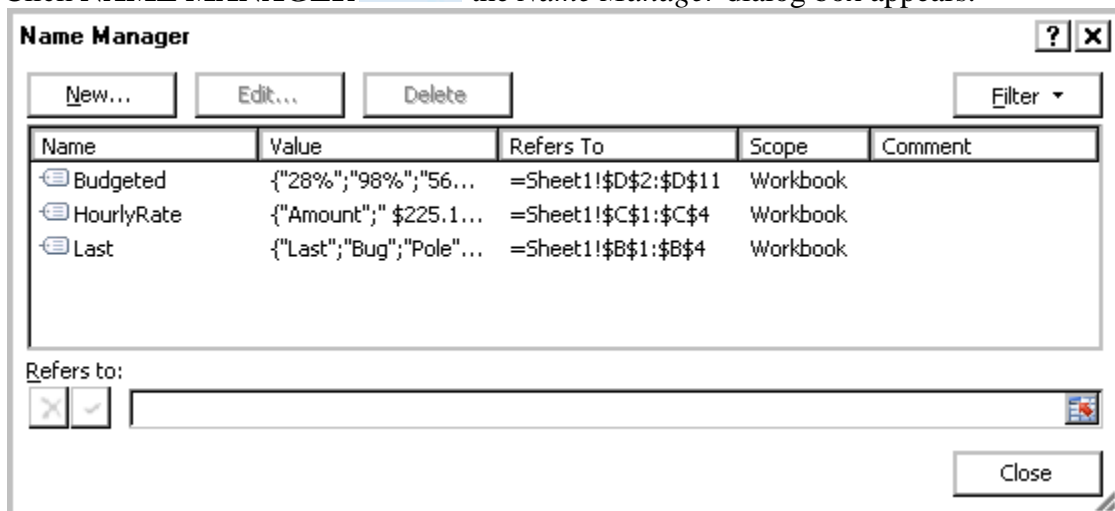 Name Manager
New... Edit... Delete Filter
Name Value Refers To Scope Comment
Budgeted {"28%";"98%";"56... =Sheet1!$D$2:$D$11 Workbook
HourlyRate {"Amount";" $225.1... =Sheet1!$C$1:$C$4 Workbook
Last {"Last";"Bug";"Pole"... =Sheet1!$B$1:$B$4 Workbook
Refers to:
Close